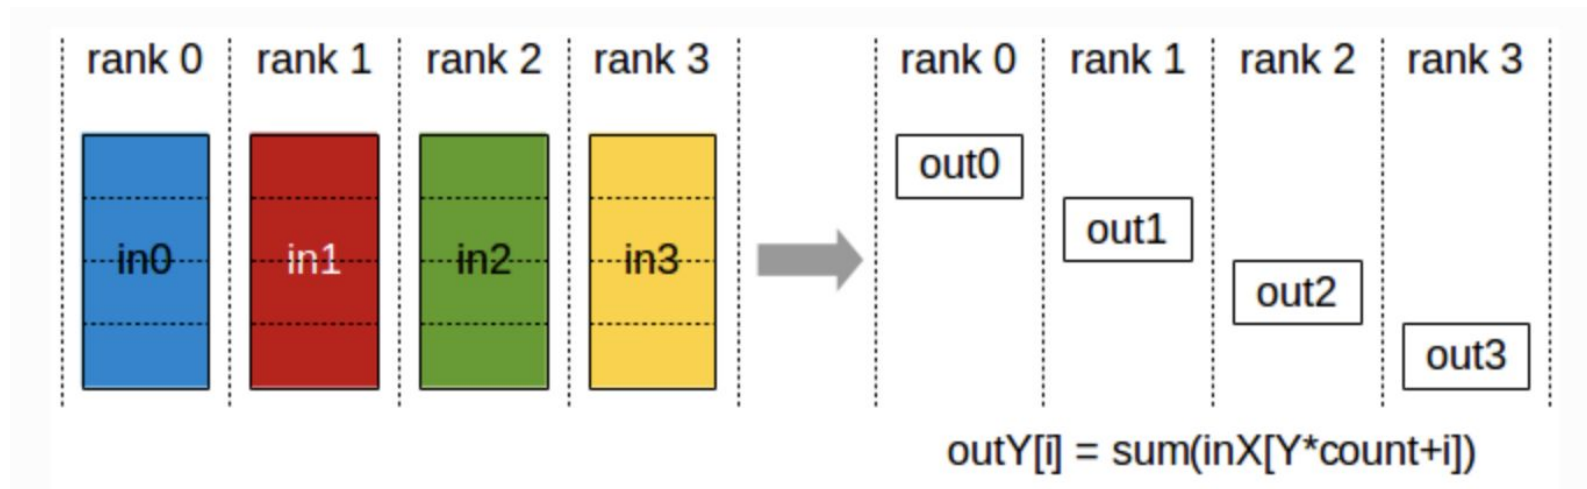 rank 0 rank 1 rank 2 rank 3 rank 0 rank 1 rank 2 rank 3
out0
out1
in0 in1 in2 in3
out2
out3
outY[i] = sum(inX[Y*count+i])